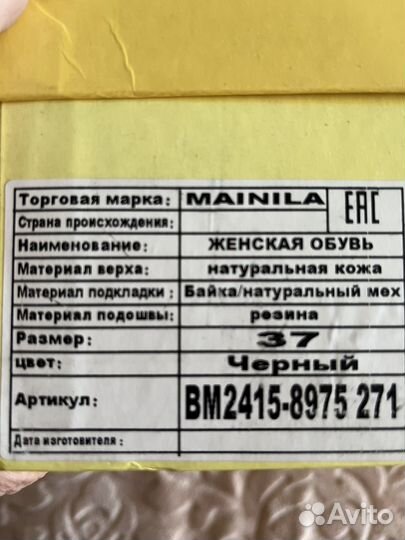 Торговая марка: MAINILA EAC
Страна происхождения:
Наименование: ЖЕНСКАЯ ОБУВЬ
Материал верха: натуральная кожа
Материал подкладки: Байка/натуральный мех
Материал подошвы: резина
Размер: 37
цвет: Черный
Артикул: BM2415-8975 271
Дата изготовителя :
Avito